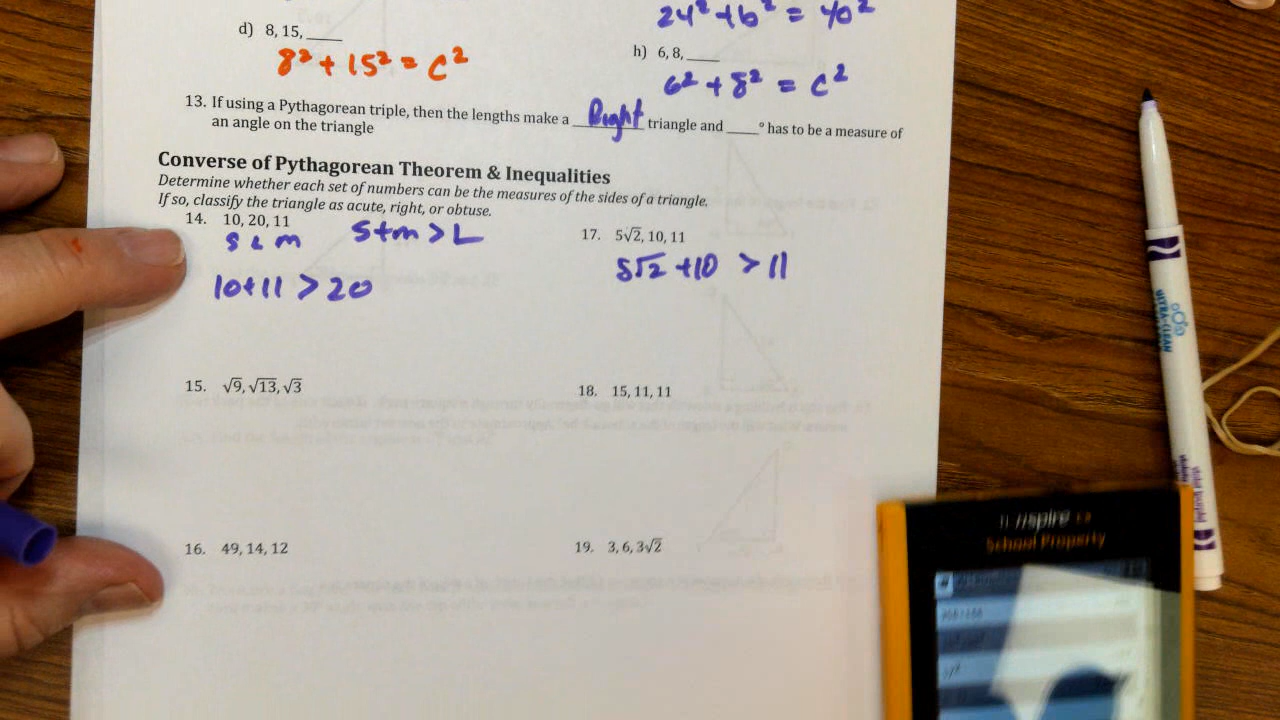 d) 8, 15, ____
8² + 15² = c²
24² + b² = 40²
h) 6, 8, ____
6² + 8² = c²
13. If using a Pythagorean triple, then the lengths make a Right triangle and ____° has to be a measure of
an angle on the triangle
Converse of Pythagorean Theorem & Inequalities
Determine whether each set of numbers can be the measures of the sides of a triangle.
If so, classify the triangle as acute, right, or obtuse.
14. 10, 20, 11
S L M
S+m > L
10+11 > 20
17. 5√2, 10, 11
5√2 + 10 > 11
15. √9, √13, √3
18. 15, 11, 11
16. 49, 14, 12
19. 3, 6, 3√2
ULTRA-CLEAN
nspire CX
School Property